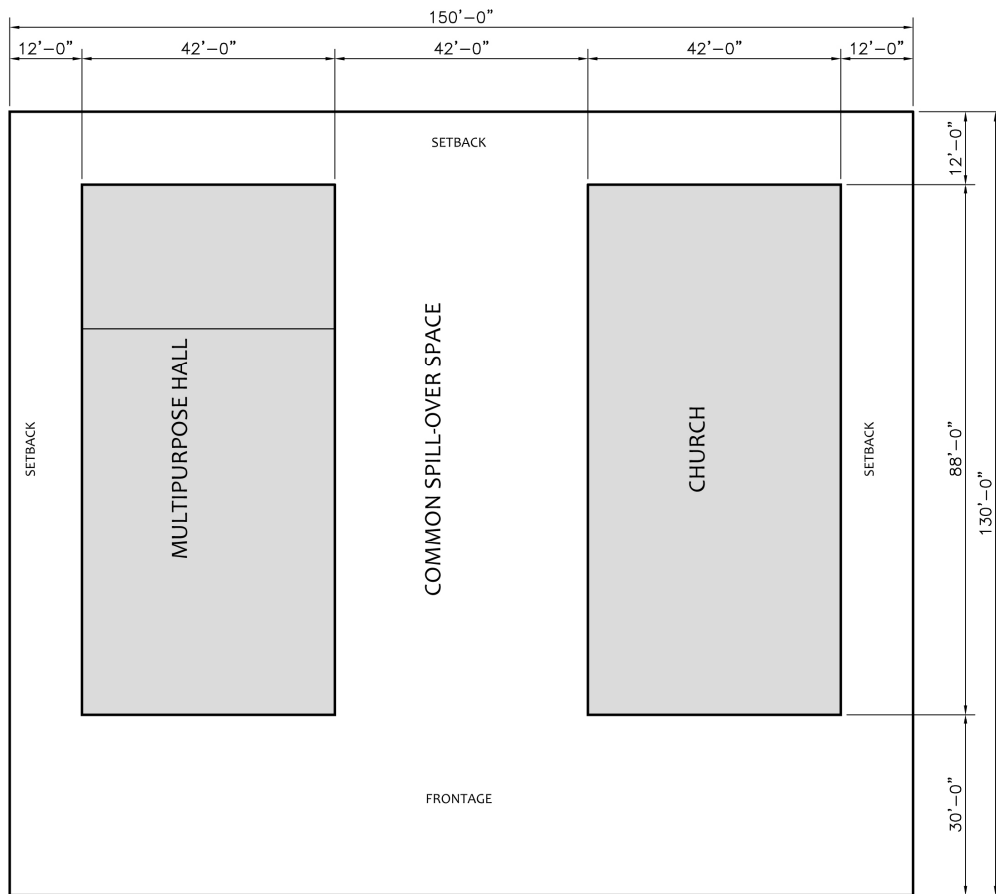 150’-0”
12’-0”
42’-0”
42’-0”
42’-0”
12’-0”
SETBACK
12’-0”
MULTIPURPOSE HALL
COMMON SPILL-OVER SPACE
CHURCH
SETBACK
SETBACK
88’-0”
130’-0”
FRONTAGE
30’-0”